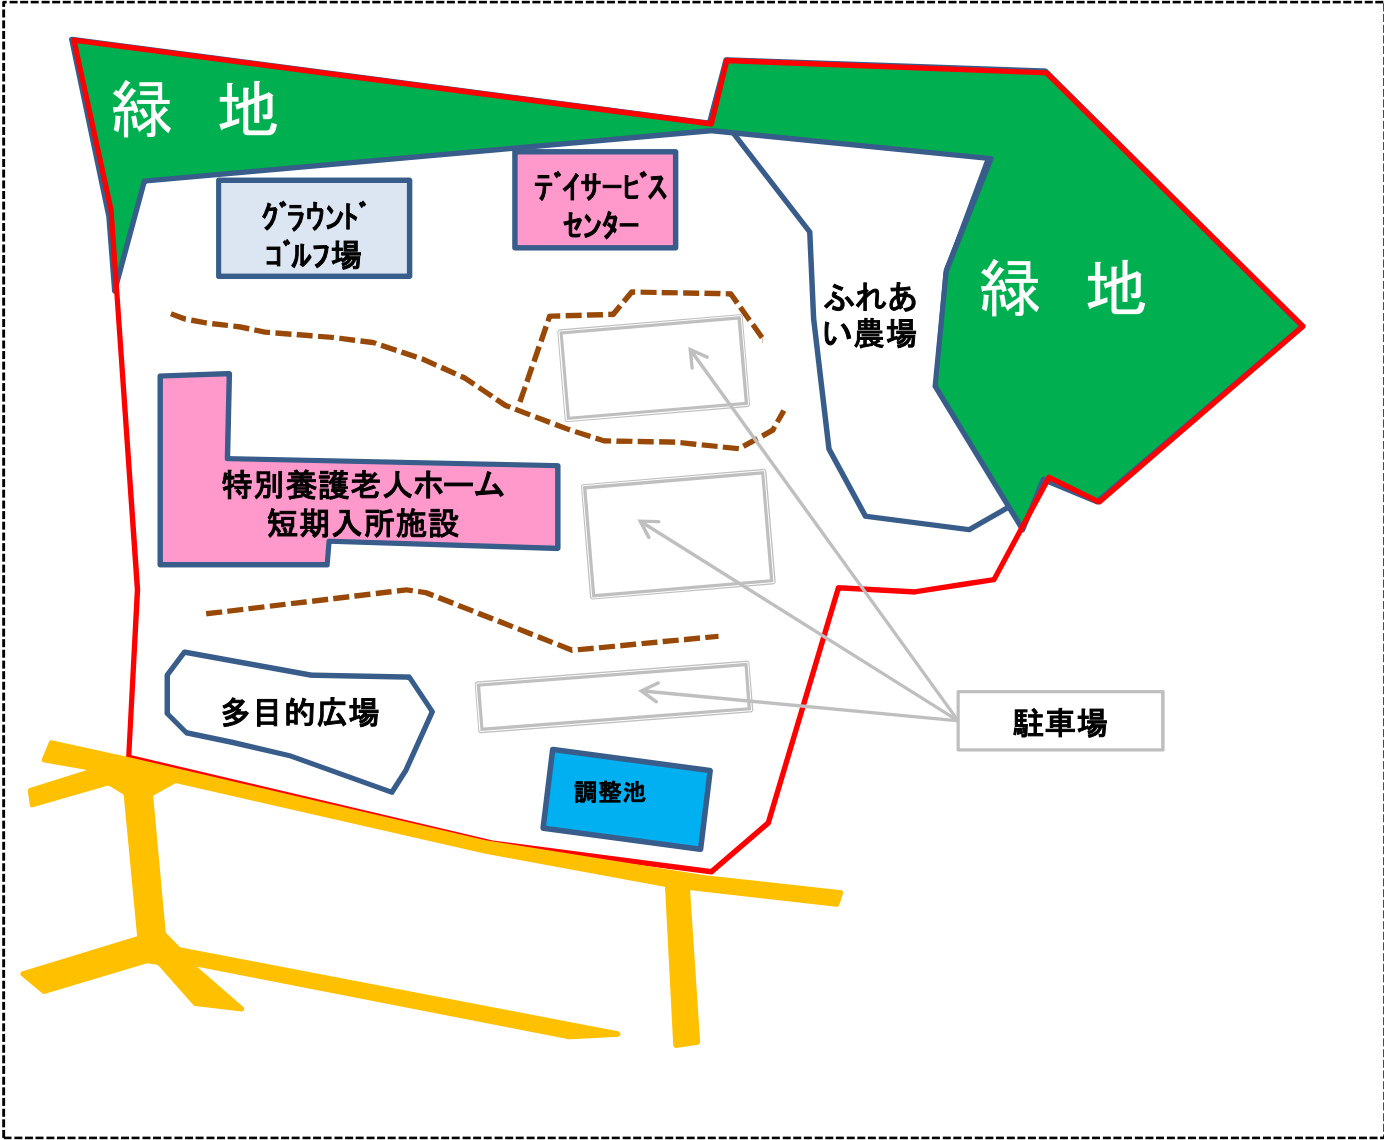 緑　地
ｸﾞﾗｳﾝﾄﾞ
ｺﾞﾙﾌ場
ﾃﾞｲｻｰﾋﾞｽ
ｾﾝﾀｰ
ふれあ
い農場
緑　地
特別養護老人ホーム
短期入所施設
多目的広場
駐車場
調整池